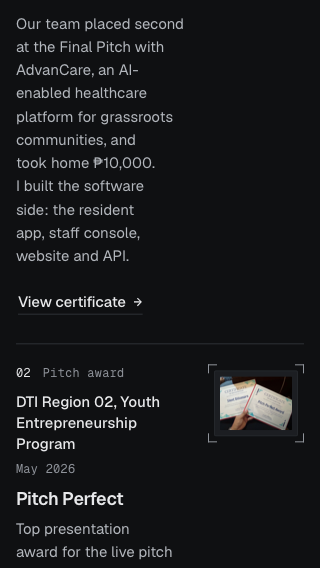 Our team placed second
at the Final Pitch with
AdvanCare, an AI-
enabled healthcare
platform for grassroots
communities, and
took home ₱10,000.
I built the software
side: the resident
app, staff console,
website and API.
View certificate →
02 Pitch award
DTI Region 02, Youth
Entrepreneurship
Program
May 2026
Pitch Perfect
Top presentation
award for the live pitch